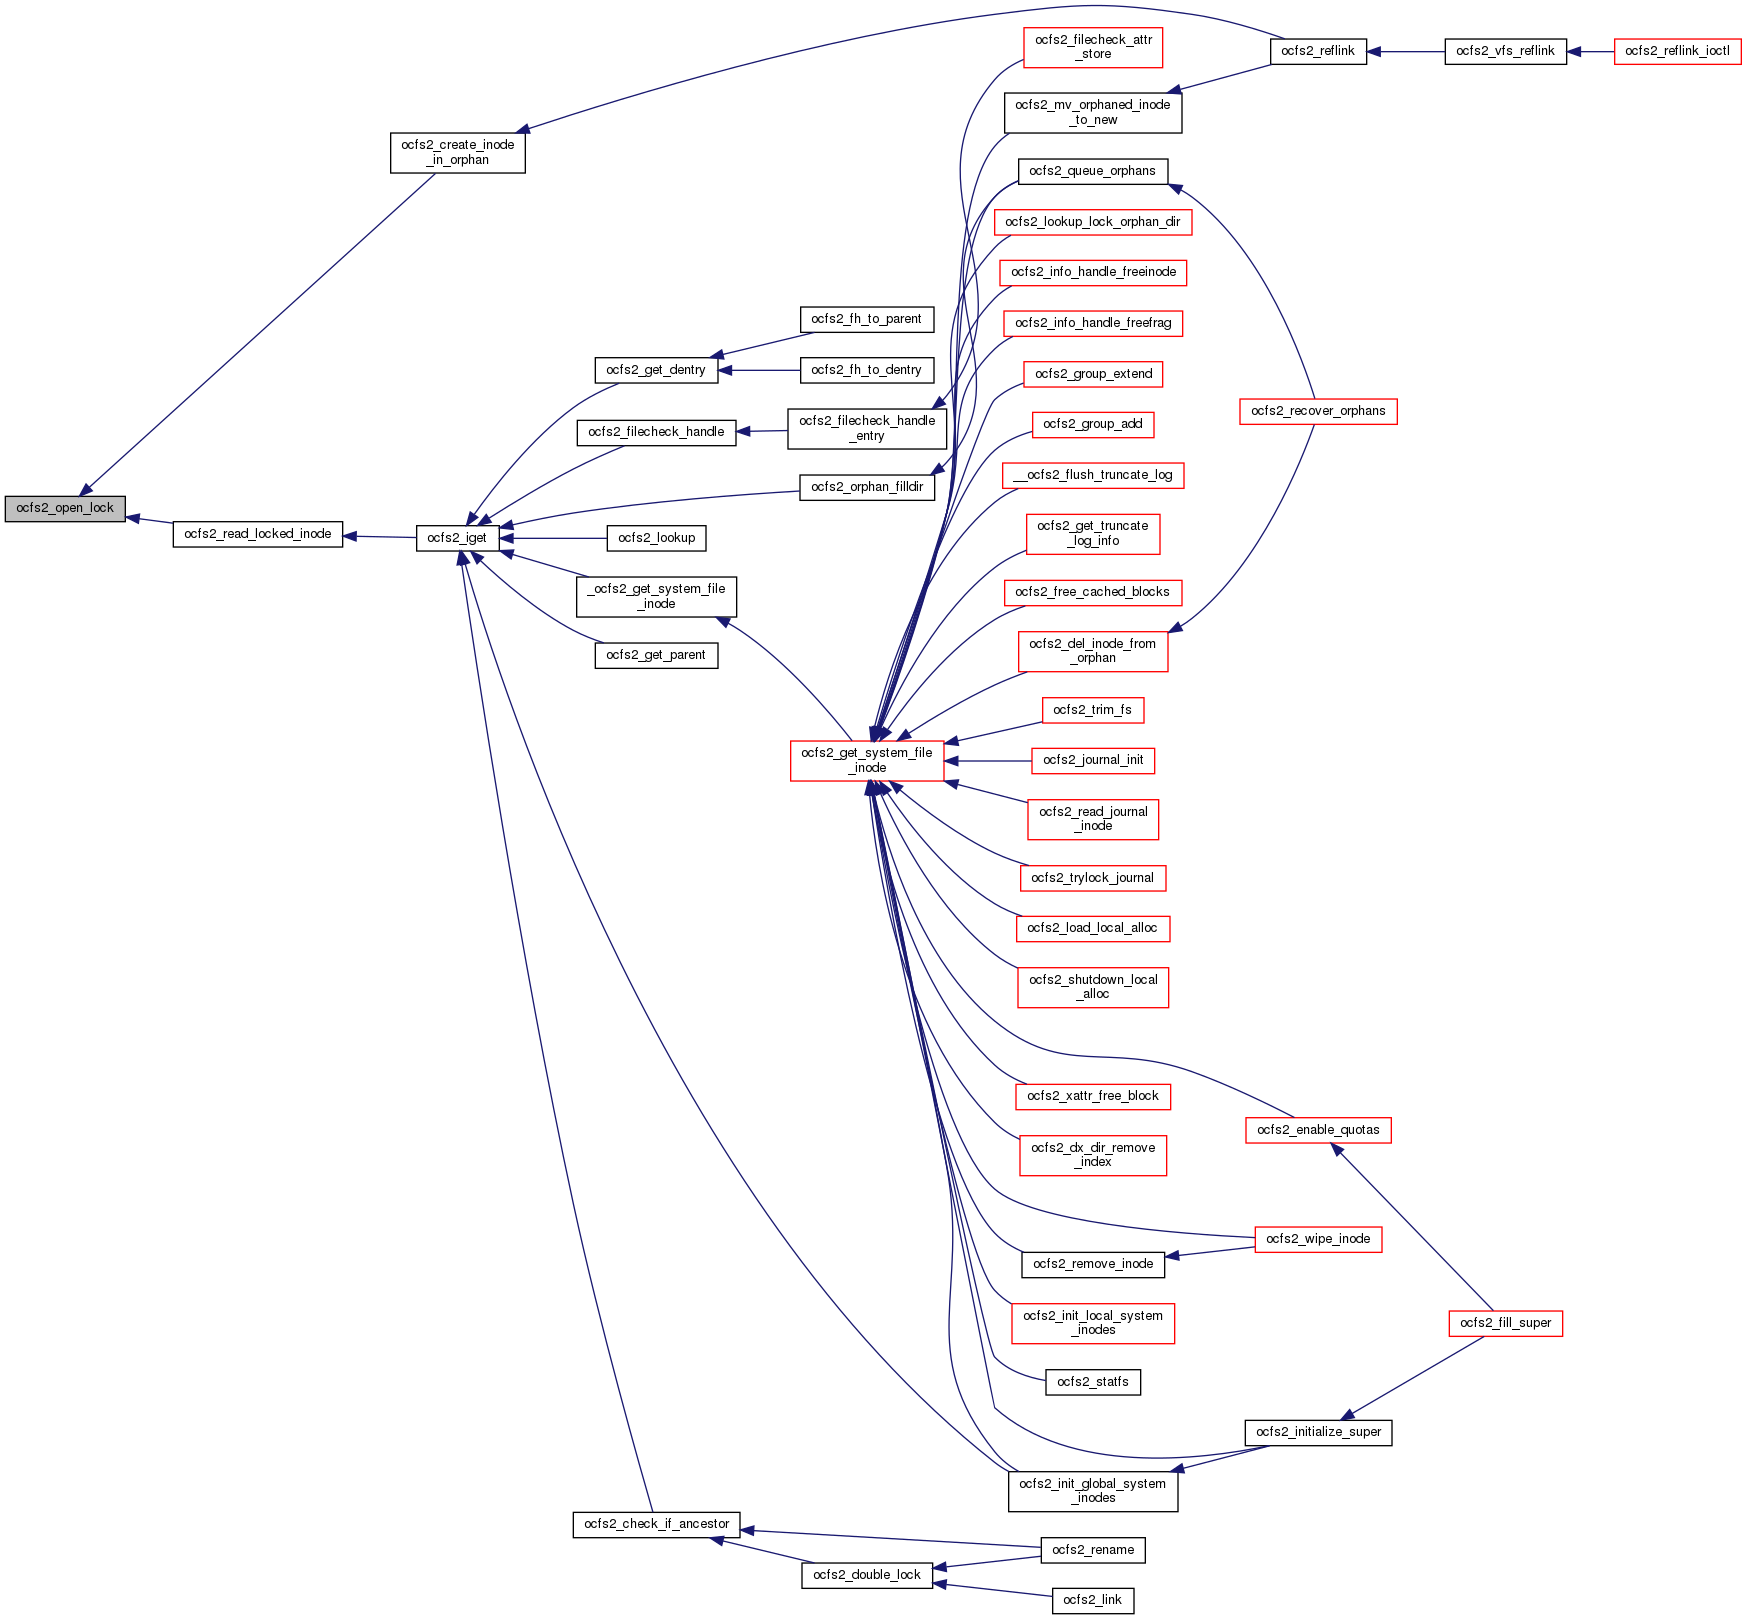 ocfs2_open_lock
ocfs2_create_inode
_in_orphan
ocfs2_read_locked_inode
ocfs2_iget
ocfs2_get_dentry
ocfs2_filecheck_handle
ocfs2_lookup
_ocfs2_get_system_file
_inode
ocfs2_get_parent
ocfs2_check_if_ancestor
ocfs2_fh_to_parent
ocfs2_fh_to_dentry
ocfs2_filecheck_handle
_entry
ocfs2_orphan_filldir
ocfs2_get_system_file
_inode
ocfs2_double_lock
ocfs2_filecheck_attr
_store
ocfs2_mv_orphaned_inode
_to_new
ocfs2_queue_orphans
ocfs2_lookup_lock_orphan_dir
ocfs2_info_handle_freeinode
ocfs2_info_handle_freefrag
ocfs2_group_extend
ocfs2_group_add
__ocfs2_flush_truncate_log
ocfs2_get_truncate
_log_info
ocfs2_free_cached_blocks
ocfs2_del_inode_from
_orphan
ocfs2_trim_fs
ocfs2_journal_init
ocfs2_read_journal
_inode
ocfs2_trylock_journal
ocfs2_load_local_alloc
ocfs2_shutdown_local
_alloc
ocfs2_xattr_free_block
ocfs2_dx_dir_remove
_index
ocfs2_remove_inode
ocfs2_init_local_system
_inodes
ocfs2_statfs
ocfs2_init_global_system
_inodes
ocfs2_rename
ocfs2_link
ocfs2_reflink
ocfs2_recover_orphans
ocfs2_enable_quotas
ocfs2_wipe_inode
ocfs2_initialize_super
ocfs2_vfs_reflink
ocfs2_fill_super
ocfs2_reflink_ioctl